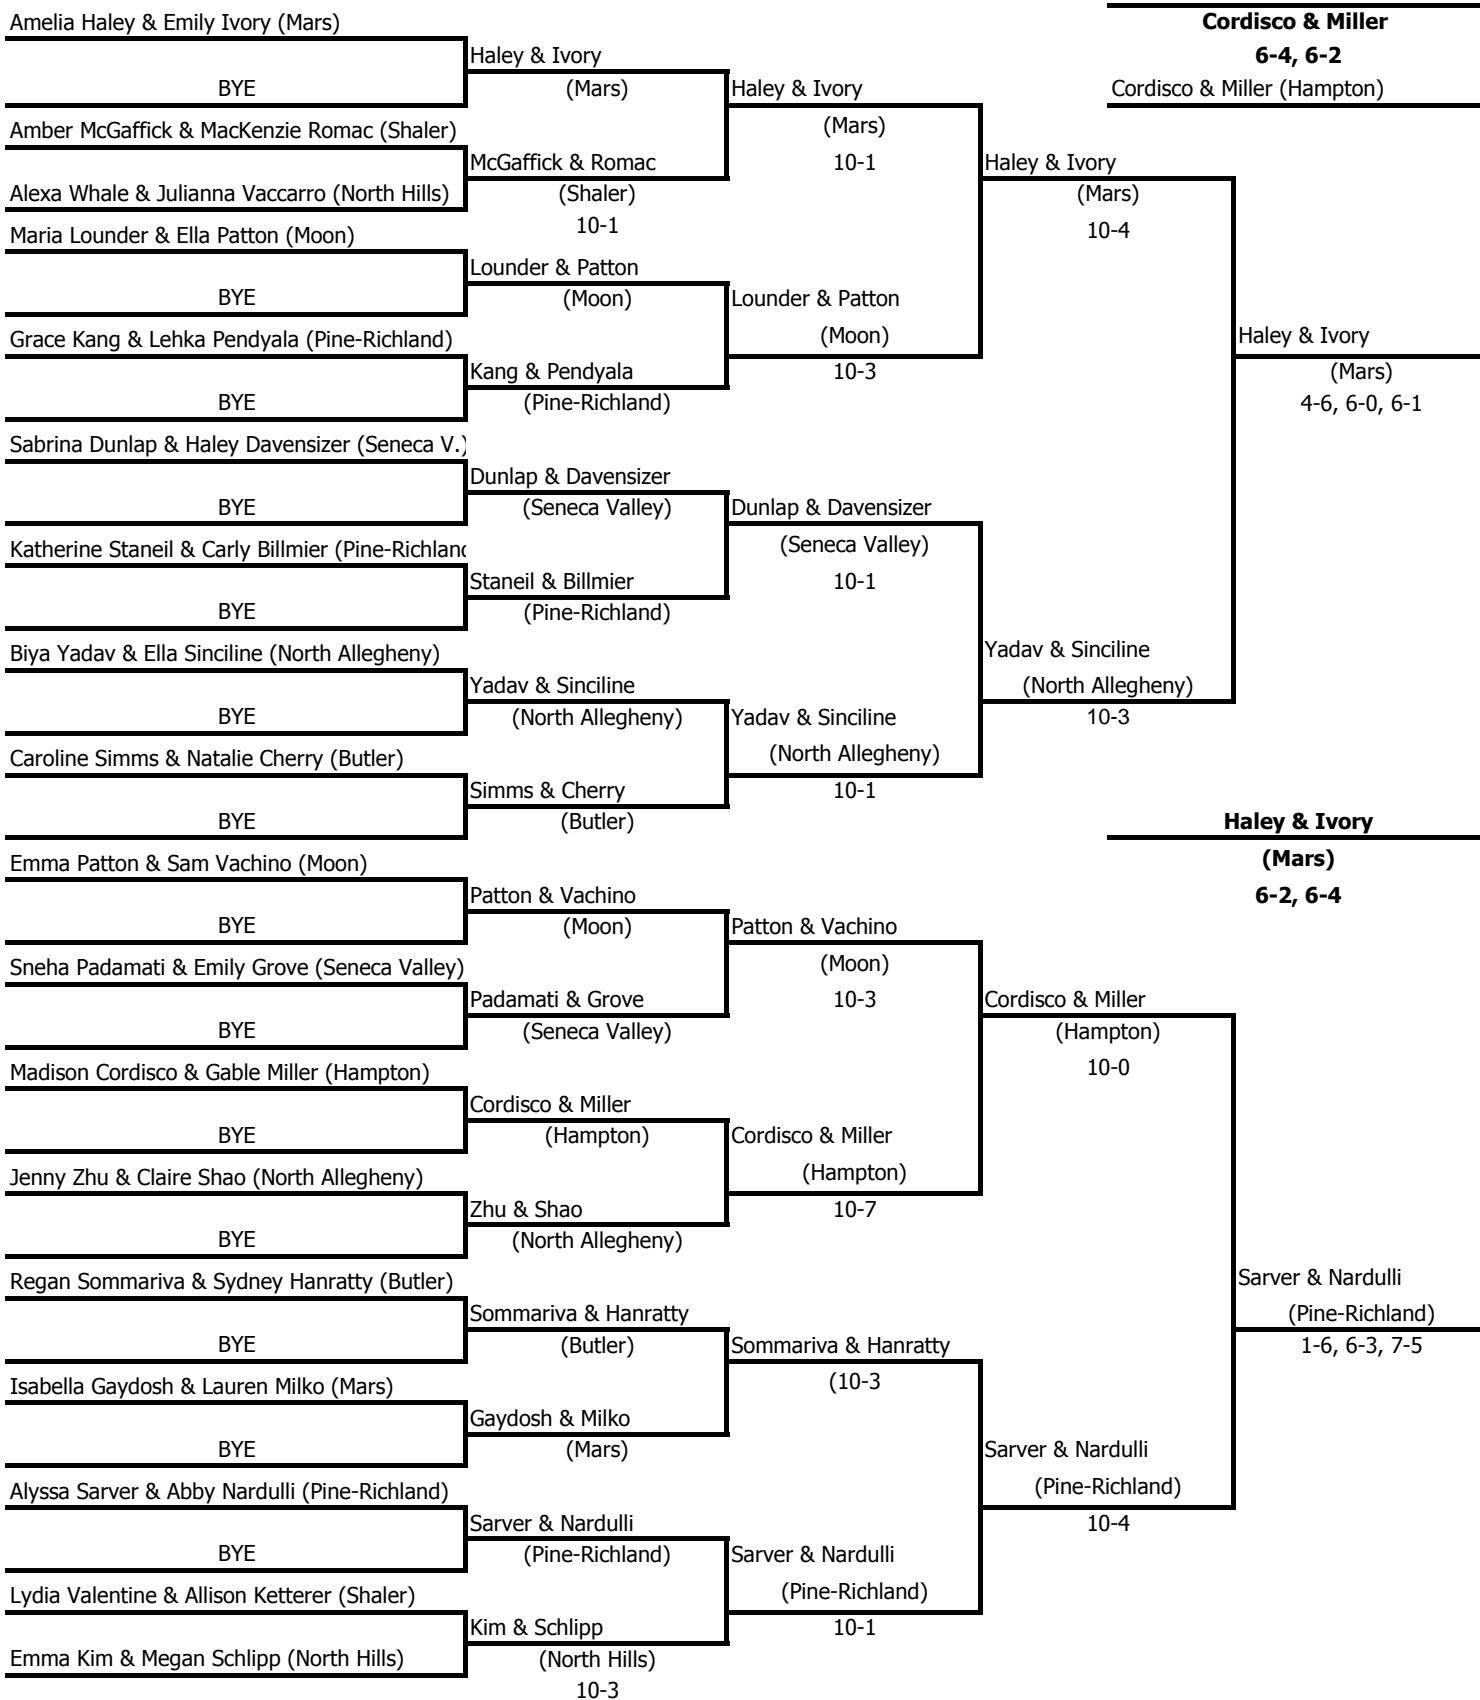 Amelia Haley & Emily Ivory (Mars)
BYE
Amber McGaffick & MacKenzie Romac (Shaler)
Alexa Whale & Julianna Vaccarro (North Hills)
Maria Lounder & Ella Patton (Moon)
BYE
Grace Kang & Lehka Pendyala (Pine-Richland)
BYE
Sabrina Dunlap & Haley Davensizer (Seneca V.)
BYE
Katherine Staneil & Carly Billmier (Pine-Richland
BYE
Biya Yadav & Ella Sinciline (North Allegheny)
BYE
Caroline Simms & Natalie Cherry (Butler)
BYE
Emma Patton & Sam Vachino (Moon)
BYE
Sneha Padamati & Emily Grove (Seneca Valley)
BYE
Madison Cordisco & Gable Miller (Hampton)
BYE
Jenny Zhu & Claire Shao (North Allegheny)
BYE
Regan Sommariva & Sydney Hanratty (Butler)
BYE
Isabella Gaydosh & Lauren Milko (Mars)
BYE
Alyssa Sarver & Abby Nardulli (Pine-Richland)
BYE
Lydia Valentine & Allison Ketterer (Shaler)
Emma Kim & Megan Schlipp (North Hills)
Haley & Ivory
(Mars)
McGaffick & Romac
(Shaler)
10-1
Lounder & Patton
(Moon)
Kang & Pendyala
(Pine-Richland)
Dunlap & Davensizer
(Seneca Valley)
Staneil & Billmier
(Pine-Richland)
Yadav & Sinciline
(North Allegheny)
Simms & Cherry
(Butler)
Patton & Vachino
(Moon)
Padamati & Grove
(Seneca Valley)
Cordisco & Miller
(Hampton)
Zhu & Shao
(North Allegheny)
Sommariva & Hanratty
(Butler)
Gaydosh & Milko
(Mars)
Sarver & Nardulli
(Pine-Richland)
Kim & Schlipp
(North Hills)
10-3
Haley & Ivory
(Mars)
10-1
Lounder & Patton
(Moon)
10-3
Dunlap & Davensizer
(Seneca Valley)
10-1
Yadav & Sinciline
(North Allegheny)
10-1
Patton & Vachino
(Moon)
10-3
Cordisco & Miller
(Hampton)
10-7
Sommariva & Hanratty
(10-3
Sarver & Nardulli
(Pine-Richland)
10-1
Haley & Ivory
(Mars)
10-4
Yadav & Sinciline
(North Allegheny)
10-3
Cordisco & Miller
(Hampton)
10-0
Sarver & Nardulli
(Pine-Richland)
10-4
Cordisco & Miller
6-4, 6-2
Cordisco & Miller (Hampton)
Haley & Ivory
(Mars)
4-6, 6-0, 6-1
Haley & Ivory
(Mars)
6-2, 6-4
Sarver & Nardulli
(Pine-Richland)
1-6, 6-3, 7-5